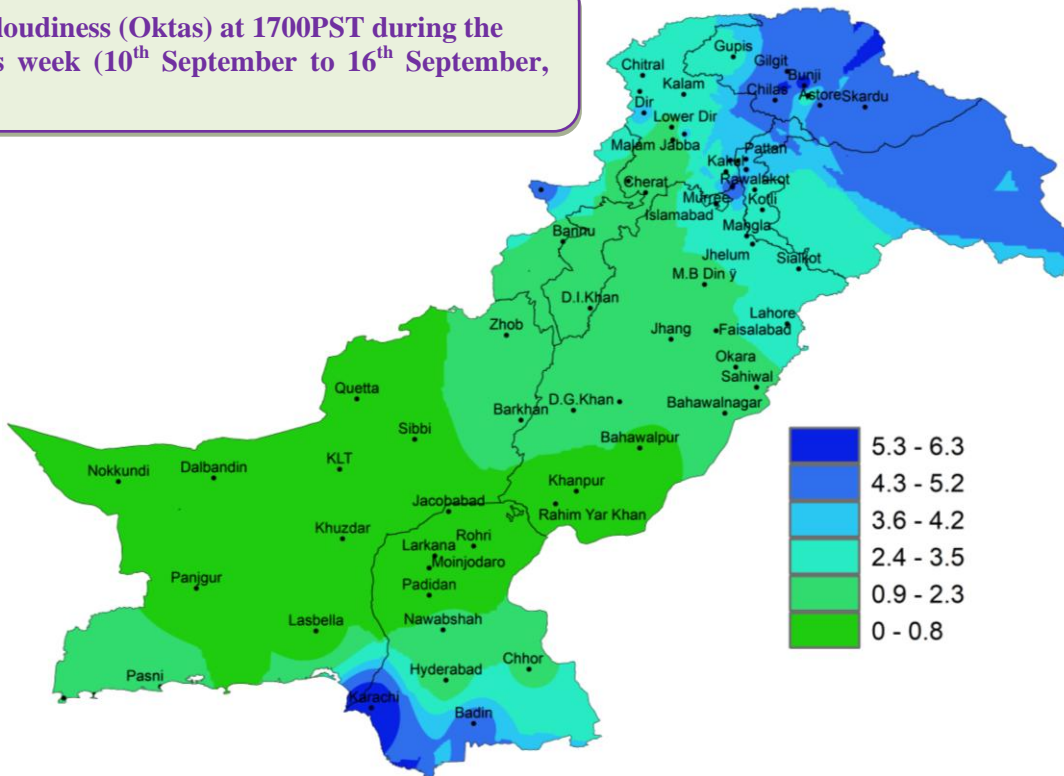 loudiness (Oktas) at 1700PST during the
s week (10th September to 16th September,
Gupis
Gilgit
Chitral
Bunji
Kalam
Chilas
Astore Skardu
Dir
Lower Dir
Majam Jabba
Pattan
Kakul
Cherat
Rawalakot
Murree
Kotli
Islamabad
Mangla
Bannu
Jhelum
Sialkot
M.B Din ÿ
D.I.Khan
Lahore
Zhob
Jhang
Faisalabad
Okara
Sahiwal
Quetta
D.G.Khan
Barkhan
Bahawalnagar
Sibbi
Bahawalpur
5.3 - 6.3
KLT
Nokkundi
Dalbandin
4.3 - 5.2
Khanpur
Jacobabad
Rahim Yar Khan
3.6 - 4.2
Khuzdar
Rohri
Larkana
2.4 - 3.5
Moinjodaro
Panjgur
Padidan
0.9 - 2.3
Lasbella
Nawabshah
0 - 0.8
Chhor
Hyderabad
Pasni
Karachi
Badin